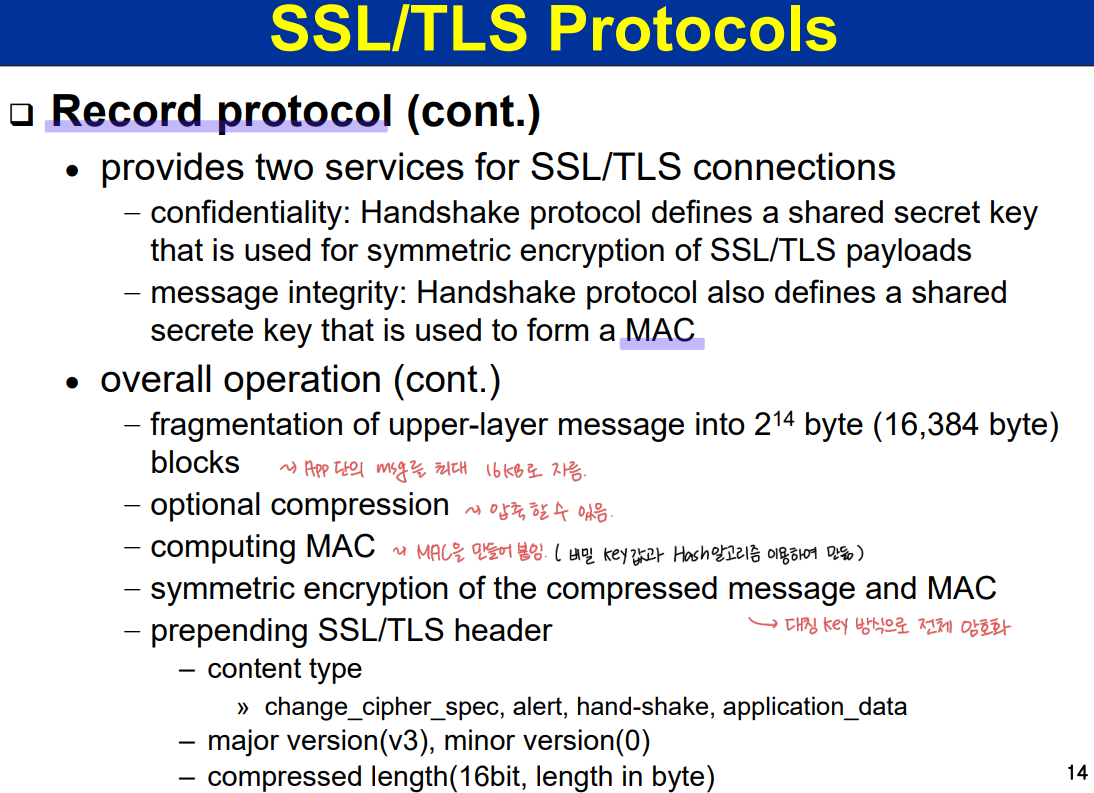 SSL/TLS Protocols
❑ Record protocol (cont.)
• provides two services for SSL/TLS connections
– confidentiality: Handshake protocol defines a shared secret key
that is used for symmetric encryption of SSL/TLS payloads
– message integrity: Handshake protocol also defines a shared
secrete key that is used to form a MAC
• overall operation (cont.)
– fragmentation of upper-layer message into 2¹⁴ byte (16,384 byte)
blocks ~> App단의 msg를 최대 16KB로 자름.
– optional compression ~> 압축할 수 있음.
– computing MAC ~> MAC을 만들어 붙임. ( 비밀 key값과 Hash알고리즘 이용하여 만듦 )
– symmetric encryption of the compressed message and MAC
– prepending SSL/TLS header → 대칭 key 방식으로 전체 암호화
– content type
» change_cipher_spec, alert, hand-shake, application_data
– major version(v3), minor version(0)
– compressed length(16bit, length in byte)
14